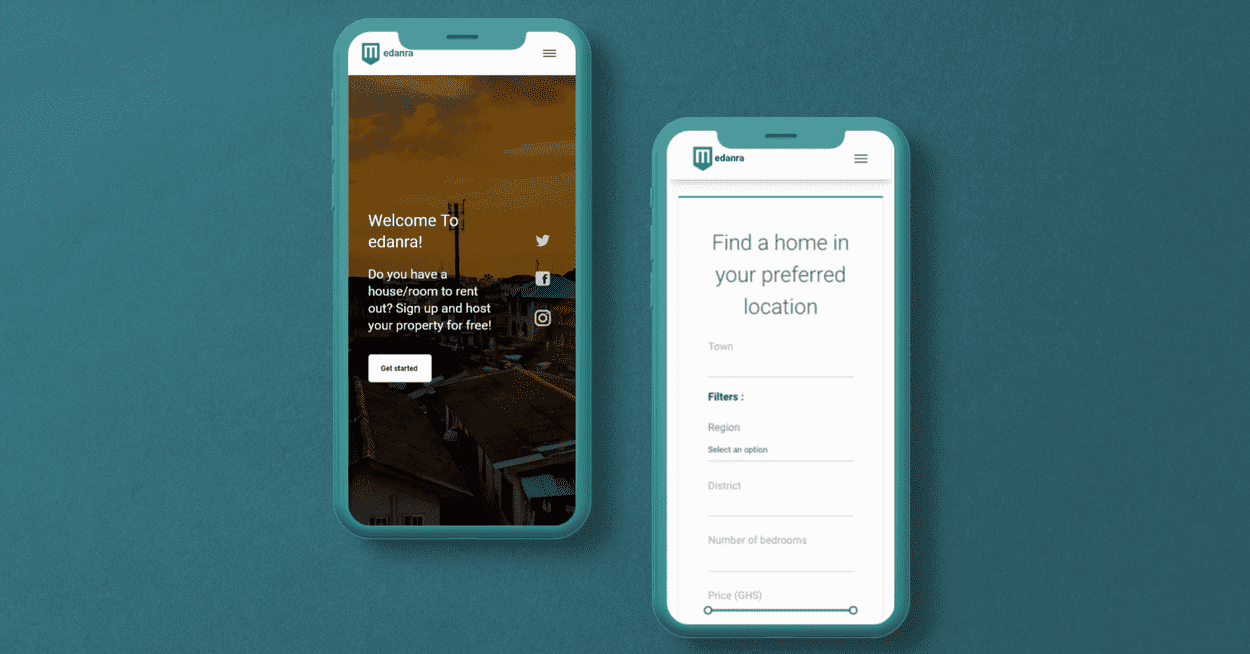 M edanra
Welcome To
edanra!
Do you have a
house/room to rent
out? Sign up and host
your property for free!
Get started
M edanra
Find a home in
your preferred
location
Town
Filters :
Region
Select an option
District
Number of bedrooms
Price (GHS)